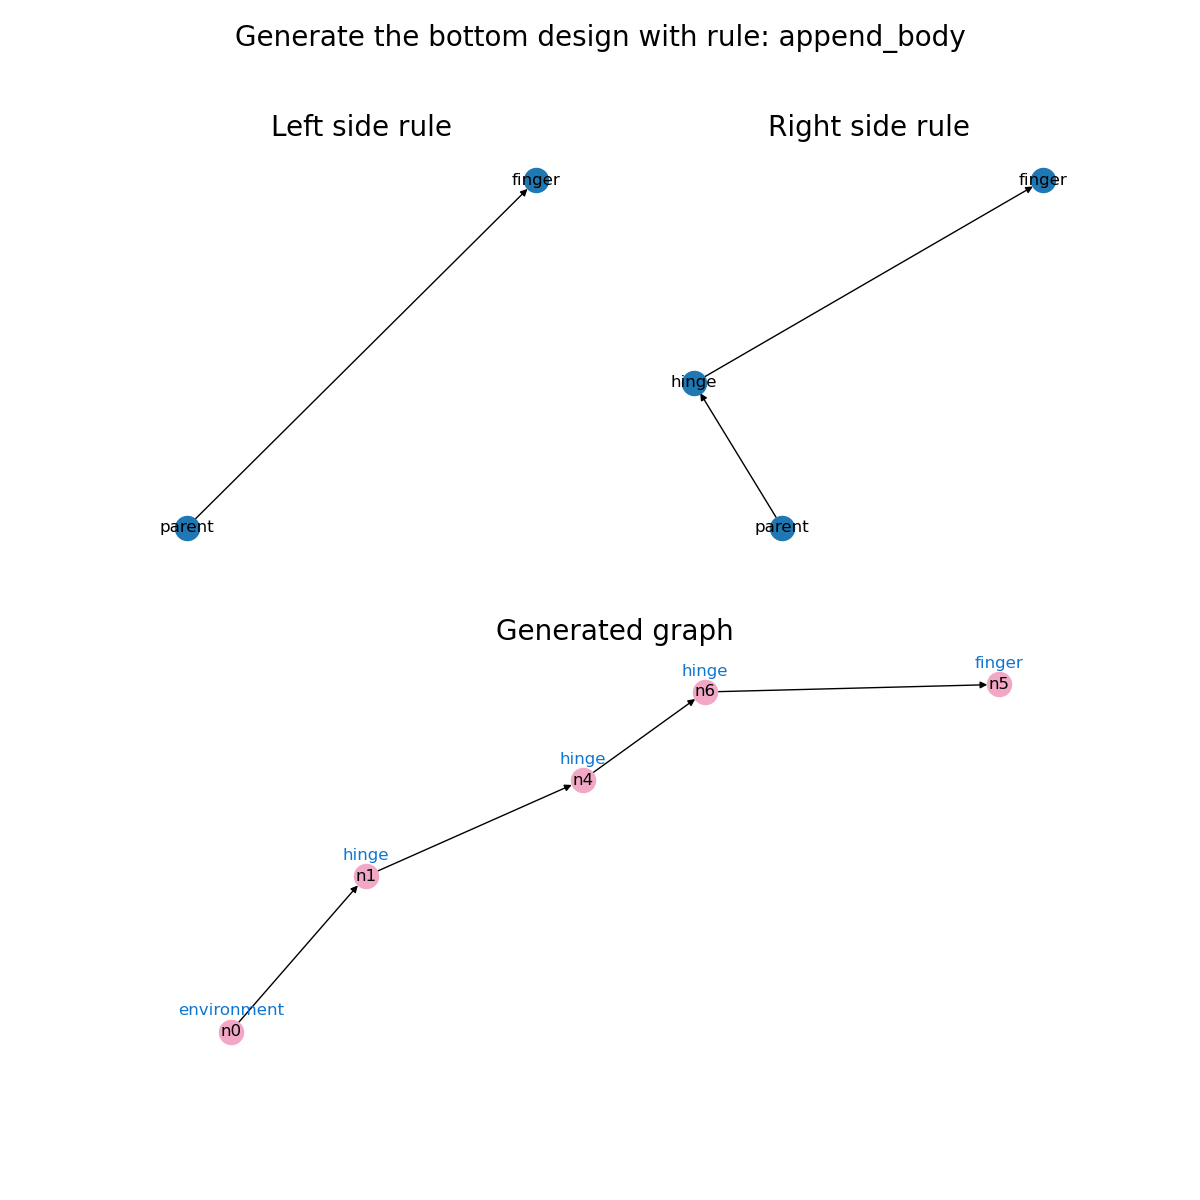 Generate the bottom design with rule: append_body
Left side rule
Right side rule
finger
finger
hinge
parent
parent
Generated graph
finger
n5
hinge
n6
hinge
n4
hinge
n1
environment
n0